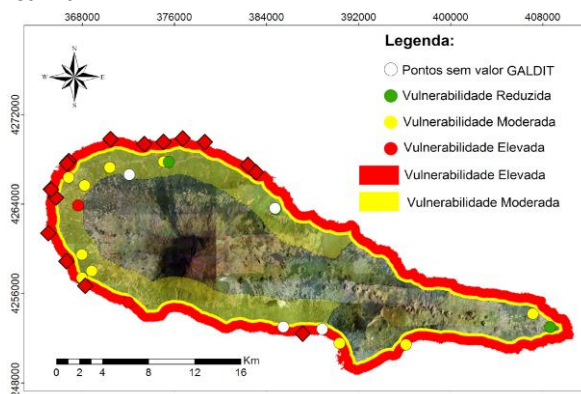 368000 376000 384000 392000 400000 408000
Legenda:
Pontos sem valor GALDIT
Vulnerabilidade Reduzida
Vulnerabilidade Moderada
Vulnerabilidade Elevada
Vulnerabilidade Elevada
Vulnerabilidade Moderada
N
W E
S
4272000
4264000
4256000
Km
0 2 4 8 12 16